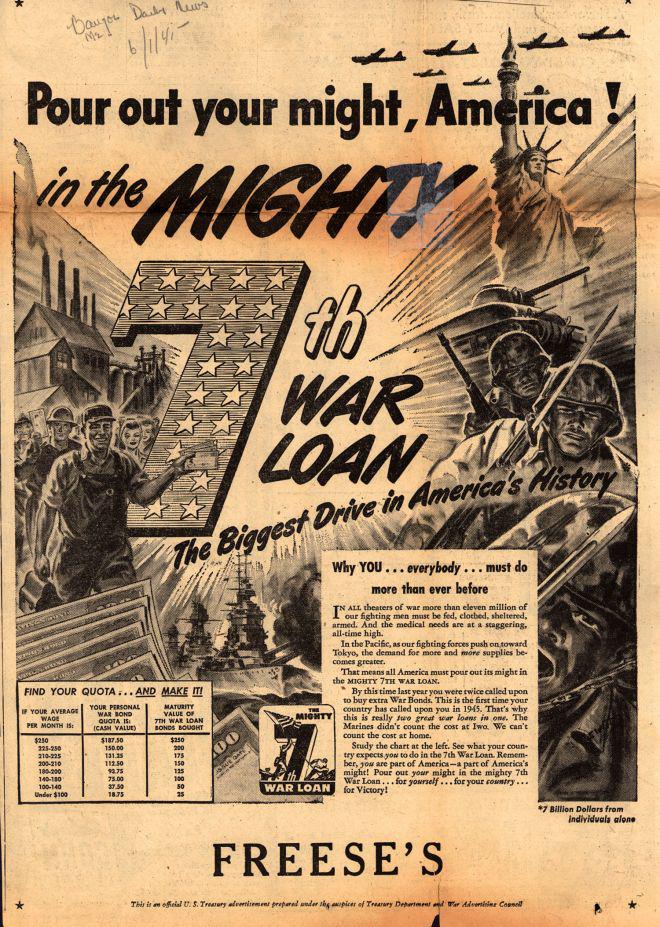 Bangor Daily News
Me
6/1/45
Pour out your might, America !
in the MIGHTY
7th
WAR
LOAN
The Biggest Drive in America's History
Why YOU . . . everybody . . . must do
more than ever before
IN ALL theaters of war more than eleven million of
our fighting men must be fed, clothed, sheltered,
armed. And the medical needs are at a staggering,
all-time high.
In the Pacific, as our fighting forces push on toward
Tokyo, the demand for more and more supplies be-
comes greater.
That means all America must pour out its might in
the MIGHTY 7TH WAR LOAN.
By this time last year you were twice called upon
to buy extra War Bonds. This is the first time your
country has called upon you in 1945. That's why
this is really two great war loans in one. The
Marines didn't count the cost at Iwo. We can't
count the cost at home.
Study the chart at the left. See what your coun-
try expects you to do in the 7th War Loan. Remem-
ber, you are part of America—a part of America's
might! Pour out your might in the mighty 7th
War Loan . . . for yourself . . . for your country . . .
for Victory!
FIND YOUR QUOTA . . . AND MAKE IT!
IF YOUR AVERAGE WAGE PER MONTH IS: YOUR PERSONAL WAR BOND QUOTA IS: (CASH VALUE) MATURITY VALUE OF 7TH WAR LOAN BONDS BOUGHT
$250 $187.50 $250
225-250 150.00 200
210-225 131.25 175
200-210 112.50 150
180-200 93.75 125
140-180 75.00 100
100-140 37.50 50
Under $100 18.75 25
THE
MIGHTY
7
WAR LOAN
*7 Billion Dollars from
individuals alone
FREESE'S
This is an official U. S. Treasury advertisement prepared under the auspices of Treasury Department and War Advertising Council